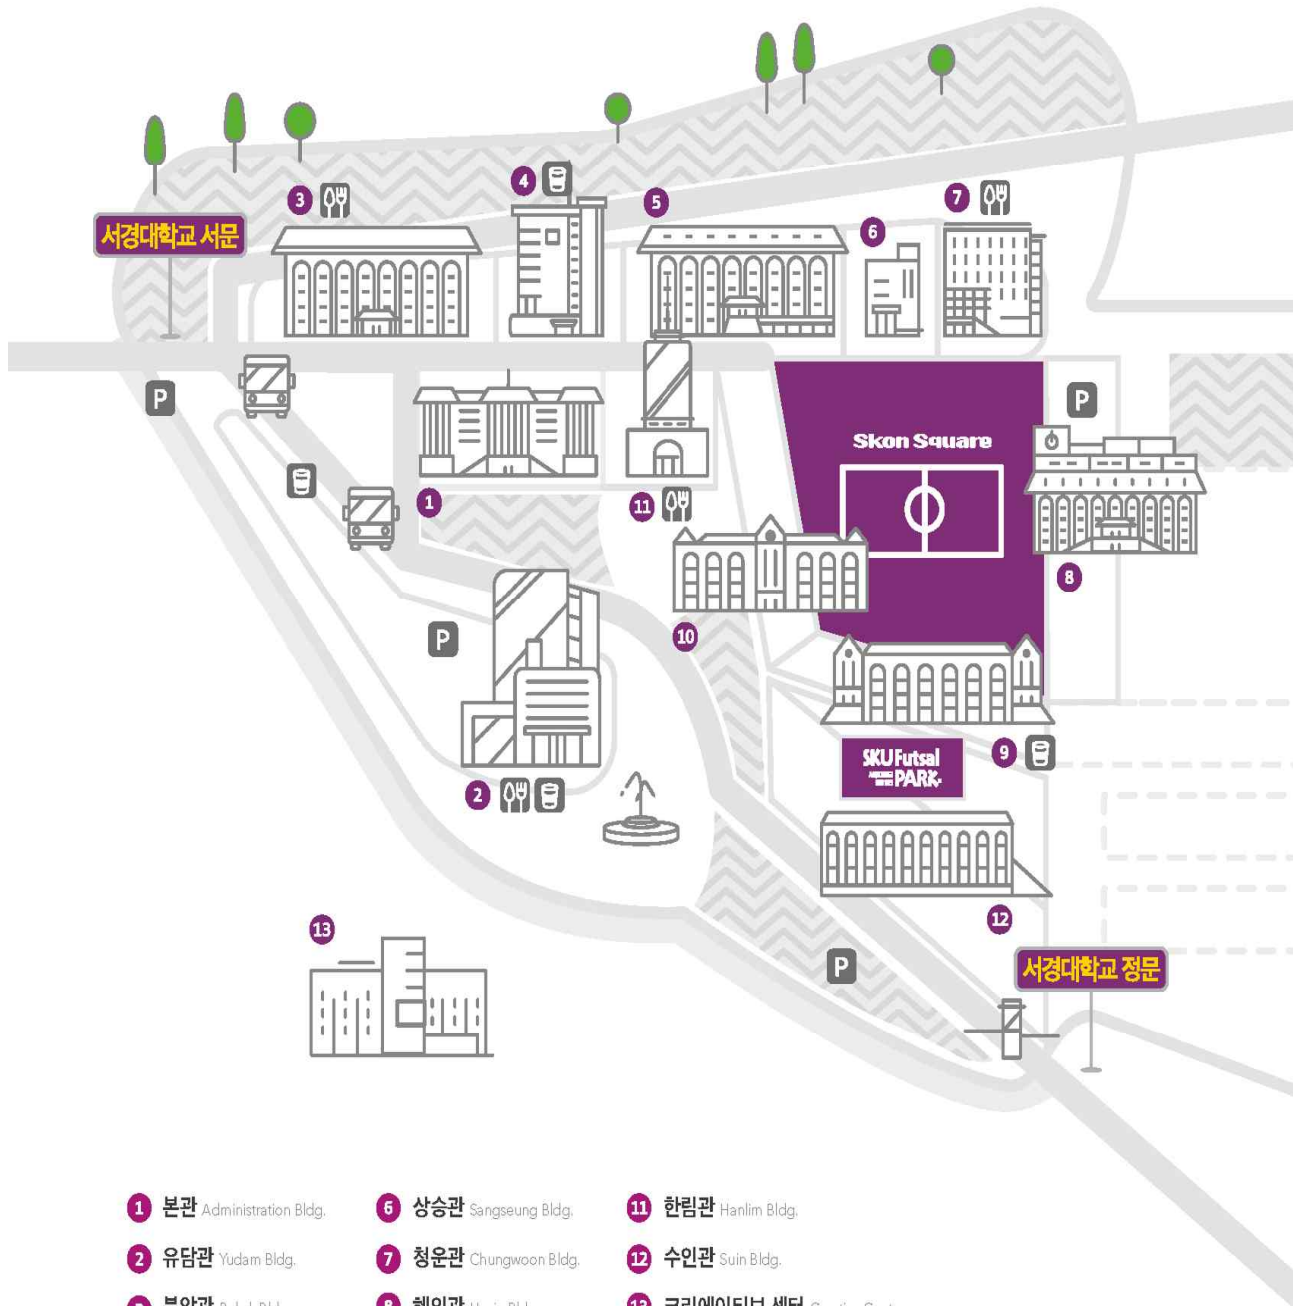 4
3
5
7
6
서경대학교 서문
P
P
Skon Square
1
11
8
10
P
9
SKU Futsal
PARK
2
12
13
P
서경대학교 정문
1 본관 Administration Bldg.
6 상승관 Sangseung Bldg.
11 한림관 Hanlim Bldg.
2 유담관 Yudam Bldg.
7 청운관 Chungwoon Bldg.
12 수인관 Suin Bldg.